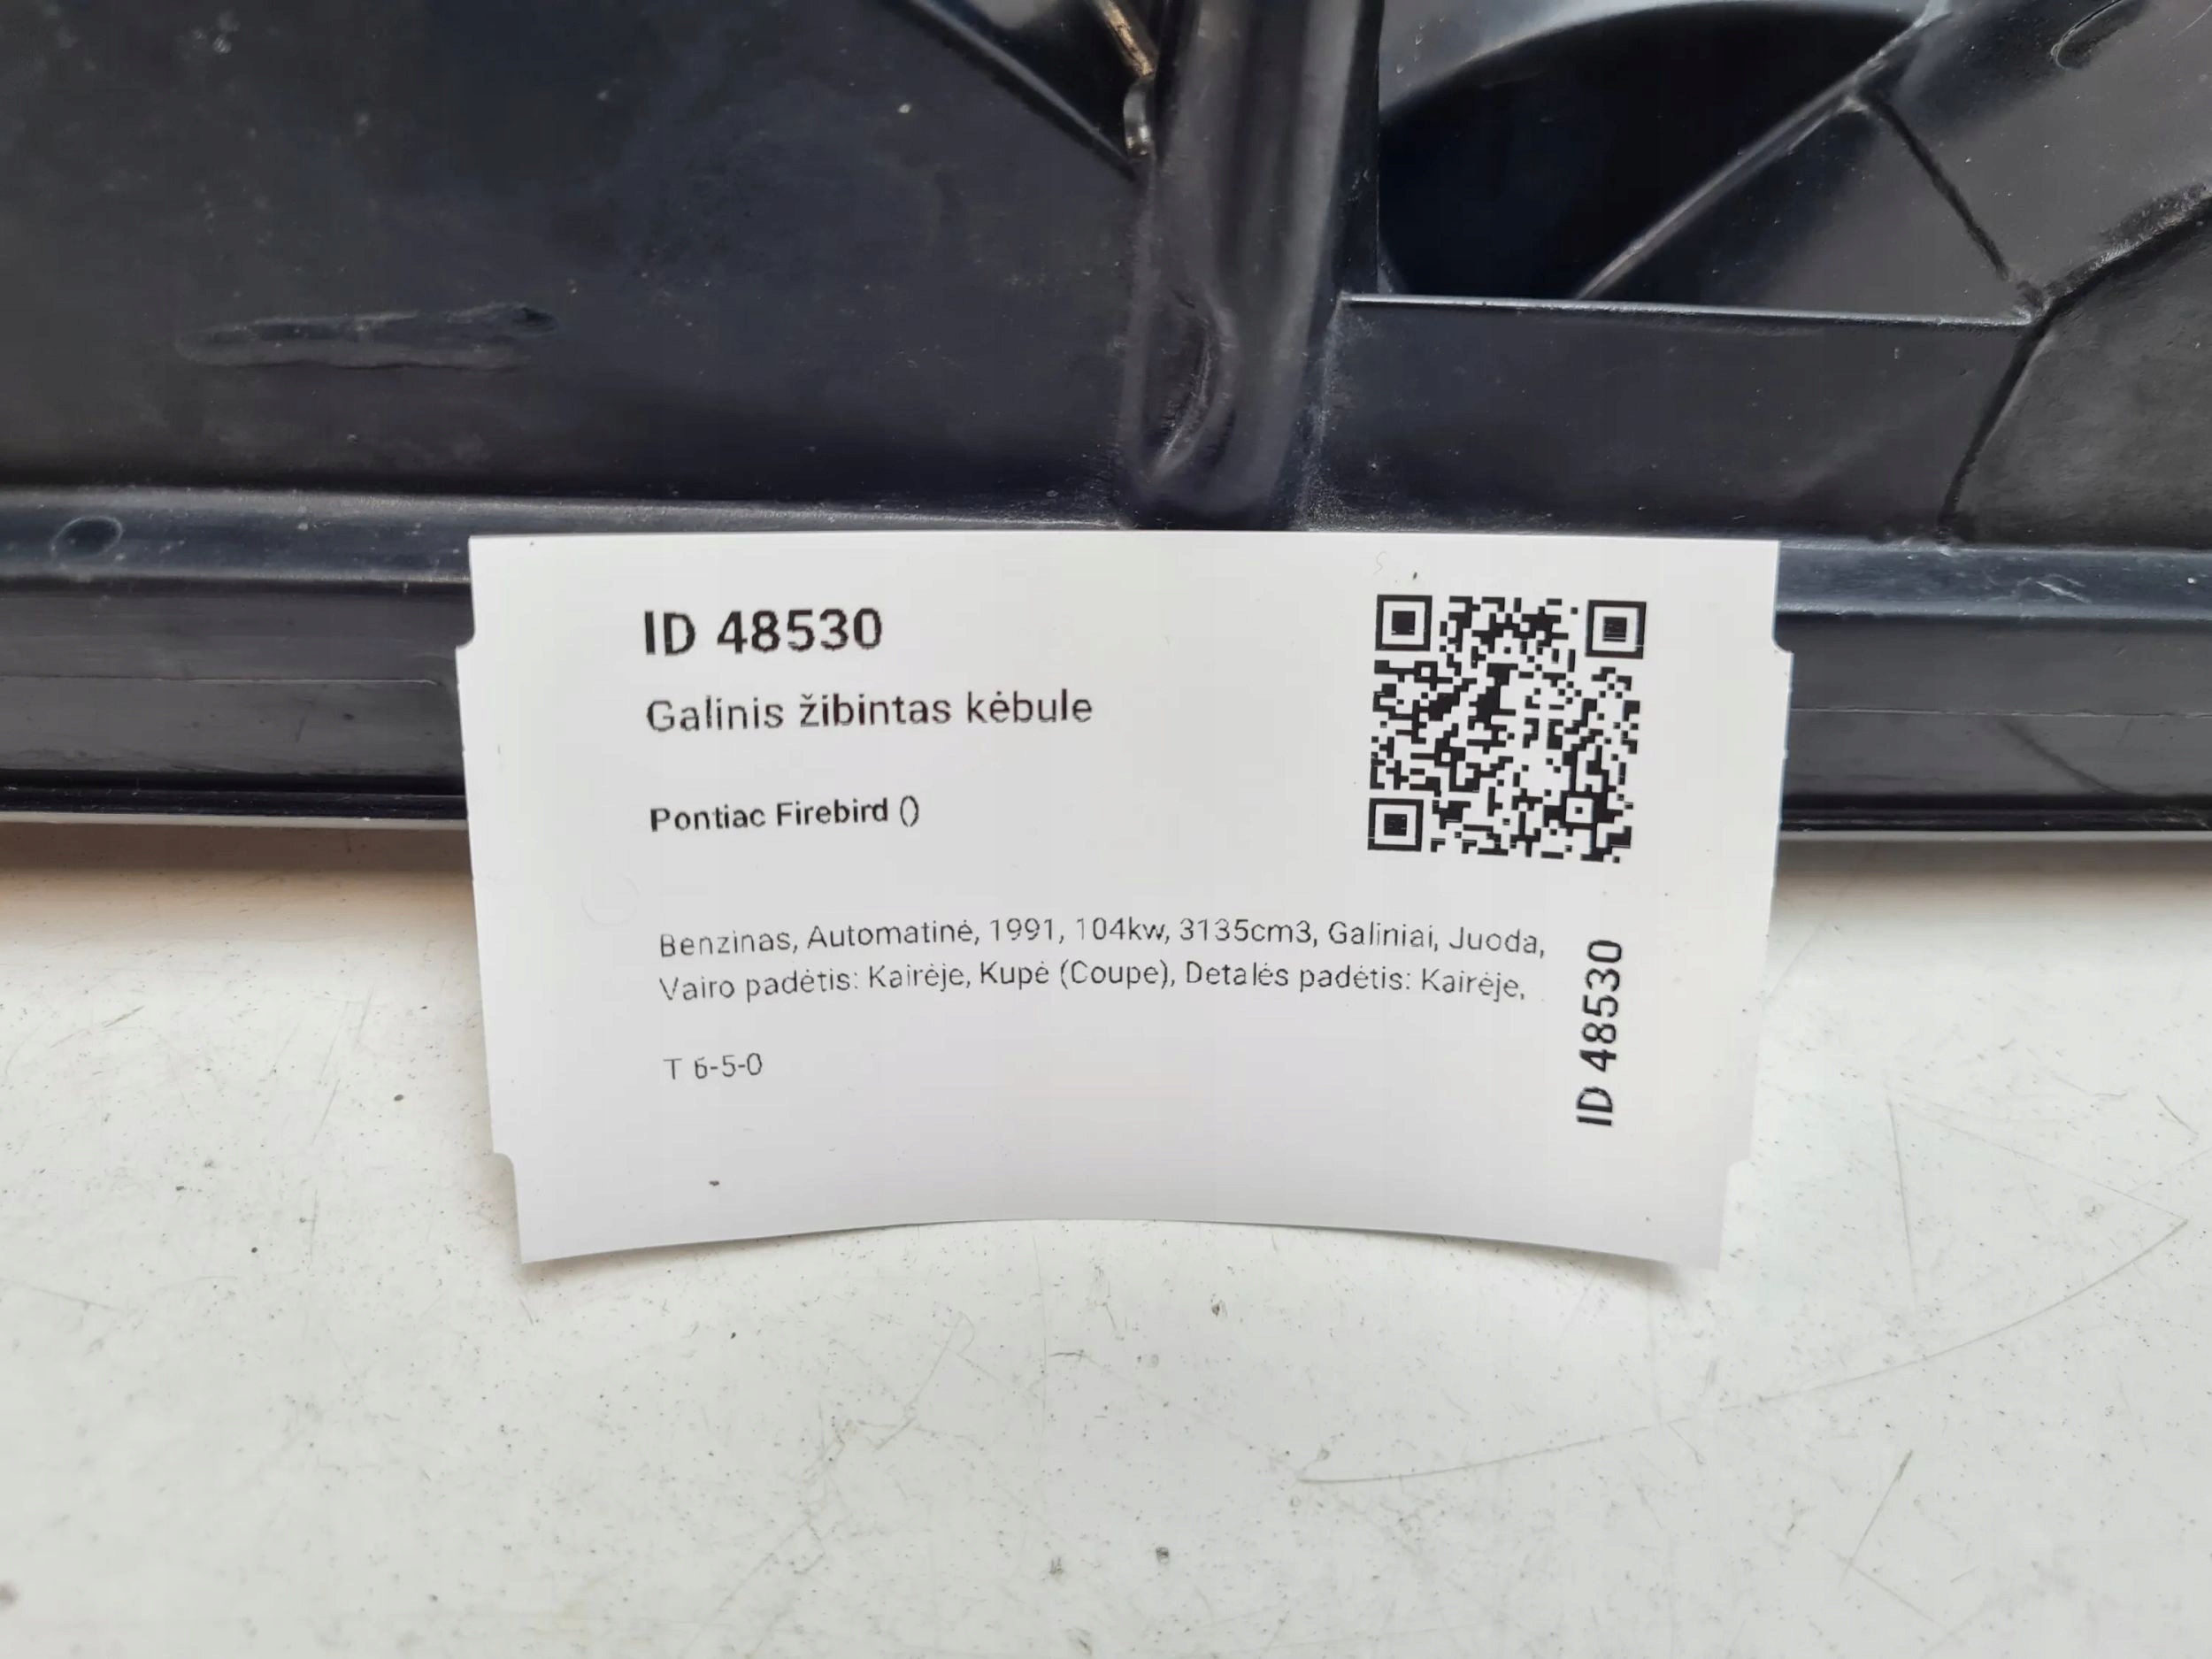 ID 48530
Galinis žibintas kėbule
Pontiac Firebird ()
Benzinas, Automatinė, 1991, 104kw, 3135cm3, Galiniai, Juoda,
Vairo padėtis: Kairėje, Kupė (Coupe), Detalės padėtis: Kairėje,
T 6-5-0
ID 48530